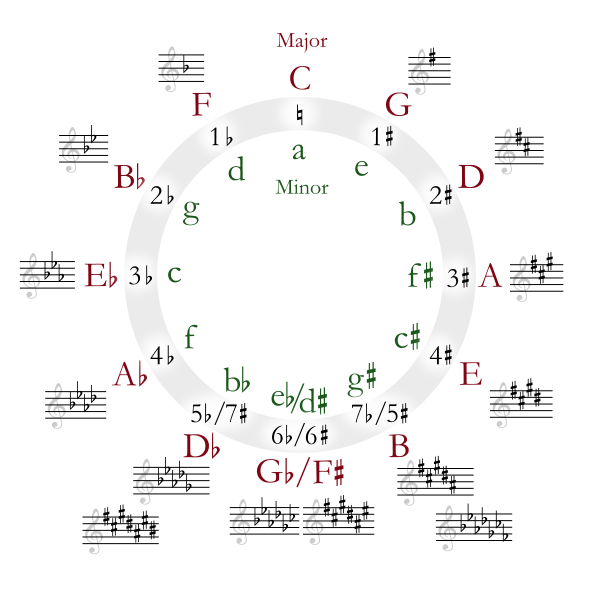 Major
C
F
G
♮
1♭
1♯
a
d
e
B♭
D
2♭
2♯
Minor
g
b
E♭
3♭
c
f♯
3♯
A
f
c♯
4♭
4♯
A♭
E
b♭
g♯
e♭/d♯
5♭/7♯
7♭/5♯
6♭/6♯
D♭
B
G♭/F♯